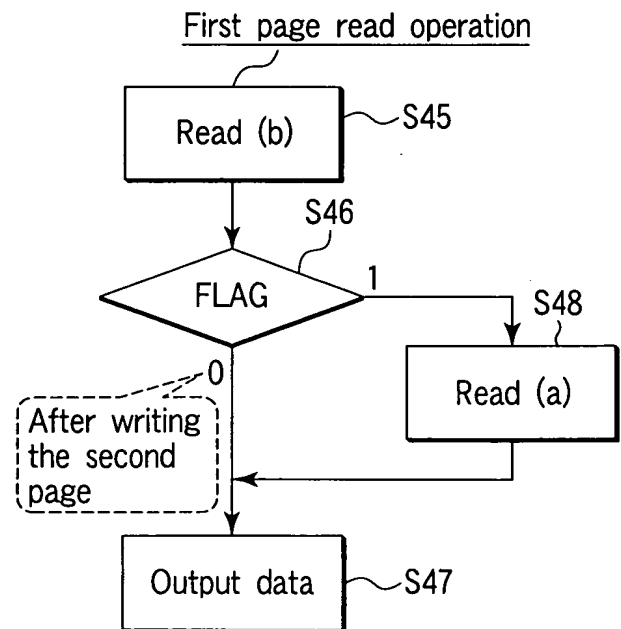 First page read operation
Read (b)
S45
S46
FLAG
1
S48
0
Read (a)
After writing
the second
page
Output data
S47